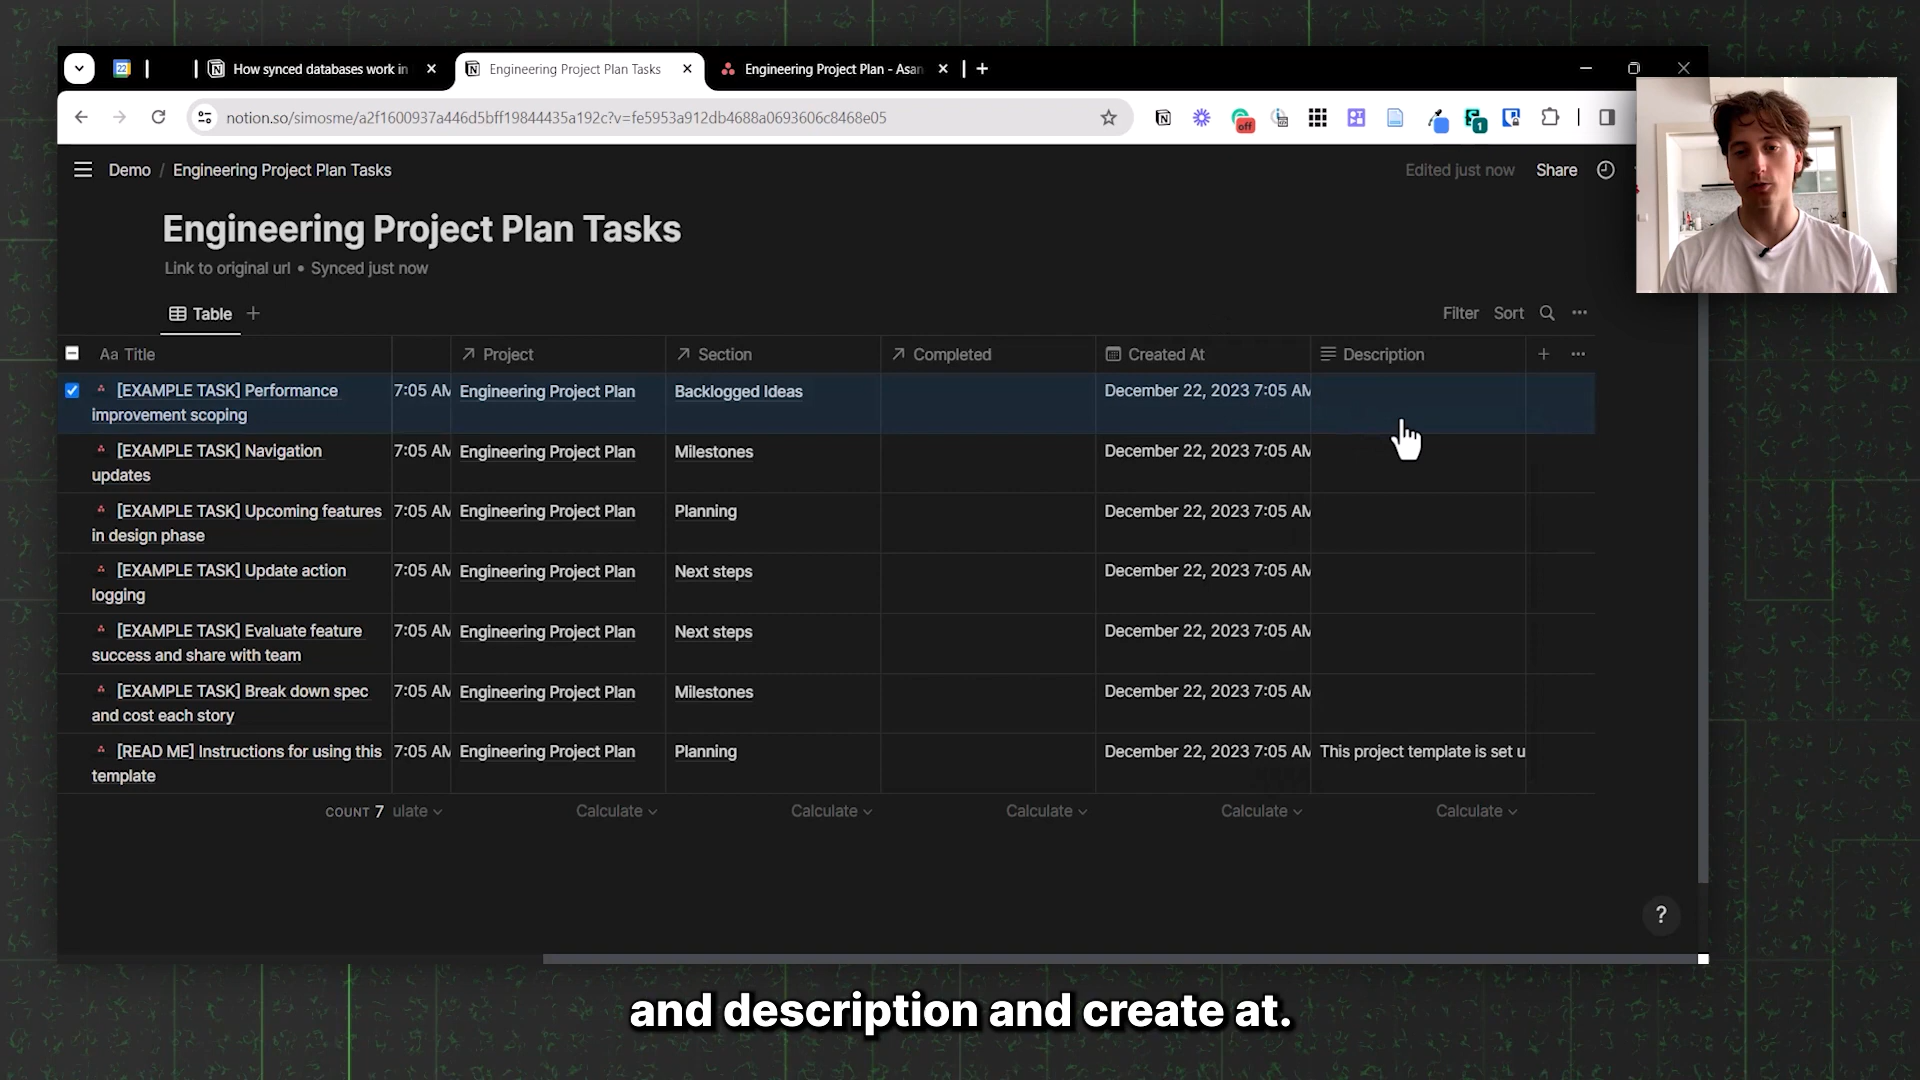 22
How synced databases work in
Engineering Project Plan Tasks
Engineering Project Plan - Asan
notion.so/simosme/a2f1600937a446d5bff19844435a192c?v=fe5953a912db4688a0693606c8468e05
off
1
Demo / Engineering Project Plan Tasks
Edited just now
Share
Engineering Project Plan Tasks
Link to original url • Synced just now
Table
Filter
Sort
Aa Title
Project
Section
Completed
Created At
Description
[EXAMPLE TASK] Performance
improvement scoping
7:05 AM
Engineering Project Plan
Backlogged Ideas
December 22, 2023 7:05 AM
[EXAMPLE TASK] Navigation
updates
7:05 AM
Engineering Project Plan
Milestones
December 22, 2023 7:05 AM
[EXAMPLE TASK] Upcoming features
in design phase
7:05 AM
Engineering Project Plan
Planning
December 22, 2023 7:05 AM
[EXAMPLE TASK] Update action
logging
7:05 AM
Engineering Project Plan
Next steps
December 22, 2023 7:05 AM
[EXAMPLE TASK] Evaluate feature
success and share with team
7:05 AM
Engineering Project Plan
Next steps
December 22, 2023 7:05 AM
[EXAMPLE TASK] Break down spec
and cost each story
7:05 AM
Engineering Project Plan
Milestones
December 22, 2023 7:05 AM
[READ ME] Instructions for using this
template
7:05 AM
Engineering Project Plan
Planning
December 22, 2023 7:05 AM
This project template is set u
COUNT 7
ulate
Calculate
Calculate
Calculate
Calculate
Calculate
?
and description and create at.